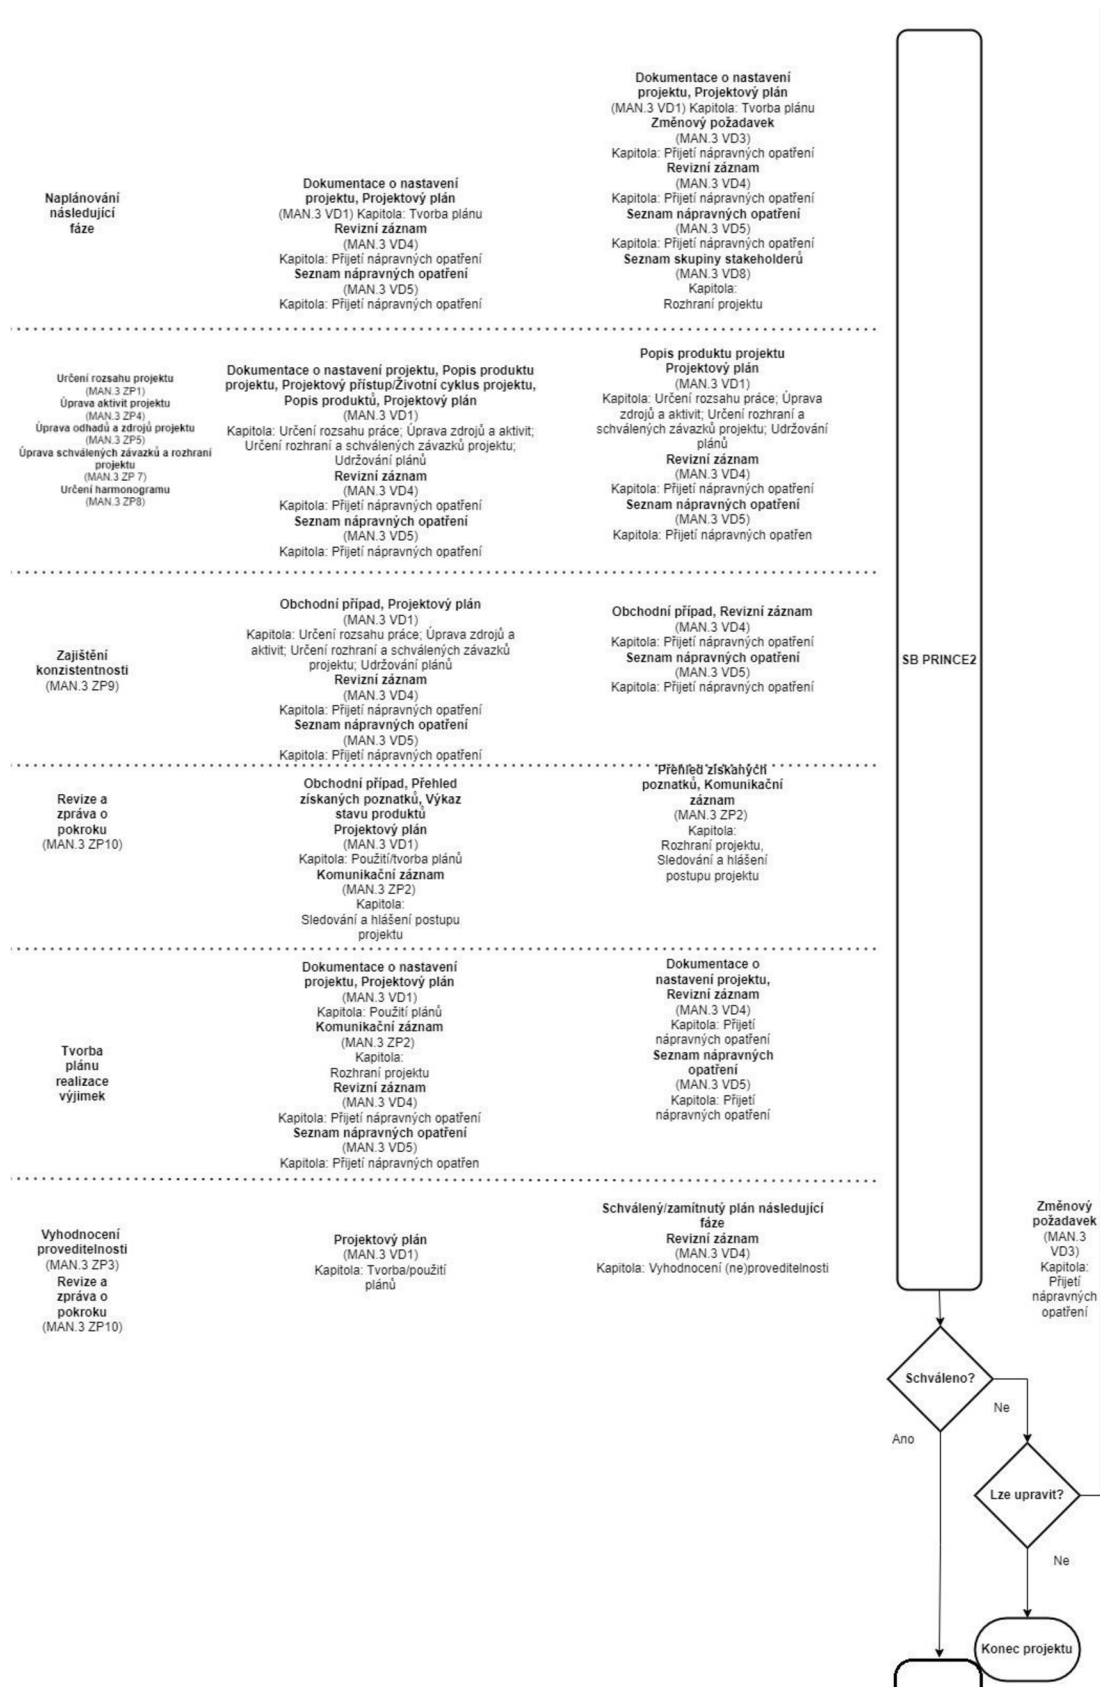 Naplánování
následující
fáze
Dokumentace o nastavení
projektu, Projektový plán
(MAN.3 VD1) Kapitola: Tvorba plánu
Revizní záznam
(MAN.3 VD4)
Kapitola: Přijetí nápravných opatření
Seznam nápravných opatření
(MAN.3 VD5)
Kapitola: Přijetí nápravných opatření
Dokumentace o nastavení
projektu, Projektový plán
(MAN.3 VD1) Kapitola: Tvorba plánu
Změnový požadavek
(MAN.3 VD3)
Kapitola: Přijetí nápravných opatření
Revizní záznam
(MAN.3 VD4)
Kapitola: Přijetí nápravných opatření
Seznam nápravných opatření
(MAN.3 VD5)
Kapitola: Přijetí nápravných opatření
Seznam skupiny stakeholderů
(MAN.3 VD8)
Kapitola:
Rozhraní projektu
Určení rozsahu projektu
(MAN.3 ZP1)
Úprava aktivit projektu
(MAN.3 ZP4)
Úprava odhadů a zdrojů projektu
(MAN.3 ZP5)
Úprava schválených závazků a rozhraní
projektu
(MAN.3 ZP 7)
Určení harmonogramu
(MAN.3 ZP8)
Dokumentace o nastavení projektu, Popis produktu
projektu, Projektový přístup/Životní cyklus projektu,
Popis produktů, Projektový plán
(MAN.3 VD1)
Kapitola: Určení rozsahu práce; Úprava zdrojů a aktivit;
Určení rozhraní a schválených závazků projektu;
Udržování plánů
Revizní záznam
(MAN.3 VD4)
Kapitola: Přijetí nápravných opatření
Seznam nápravných opatření
(MAN.3 VD5)
Kapitola: Přijetí nápravných opatření
Popis produktu projektu
Projektový plán
(MAN.3 VD1)
Kapitola: Určení rozsahu práce; Úprava
zdrojů a aktivit; Určení rozhraní a
schválených závazků projektu; Udržování
plánů
Revizní záznam
(MAN.3 VD4)
Kapitola: Přijetí nápravných opatření
Seznam nápravných opatření
(MAN.3 VD5)
Kapitola: Přijetí nápravných opatřen
Zajištění
konzistentnosti
(MAN.3 ZP9)
Obchodní případ, Projektový plán
(MAN.3 VD1)
Kapitola: Určení rozsahu práce; Úprava zdrojů a
aktivit; Určení rozhraní a schválených závazků
projektu; Udržování plánů
Revizní záznam
(MAN.3 VD4)
Kapitola: Přijetí nápravných opatření
Seznam nápravných opatření
(MAN.3 VD5)
Kapitola: Přijetí nápravných opatření
Obchodní případ, Revizní záznam
(MAN.3 VD4)
Kapitola: Přijetí nápravných opatření
Seznam nápravných opatření
(MAN.3 VD5)
Kapitola: Přijetí nápravných opatření
SB PRINCE2
Revize a
zpráva o
pokroku
(MAN.3 ZP10)
Obchodní případ, Přehled
získaných poznatků, Výkaz
stavu produktů
Projektový plán
(MAN.3 VD1)
Kapitola: Použití/tvorba plánů
Komunikační záznam
(MAN.3 ZP2)
Kapitola:
Sledování a hlášení postupu
projektu
Přehled získaných
poznatků, Komunikační
záznam
(MAN.3 ZP2)
Kapitola:
Rozhraní projektu,
Sledování a hlášení
postupu projektu
Tvorba
plánu
realizace
výjimek
Dokumentace o nastavení
projektu, Projektový plán
(MAN.3 VD1)
Kapitola: Použití plánů
Komunikační záznam
(MAN.3 ZP2)
Kapitola:
Rozhraní projektu
Revizní záznam
(MAN.3 VD4)
Kapitola: Přijetí nápravných opatření
Seznam nápravných opatření
(MAN.3 VD5)
Kapitola: Přijetí nápravných opatřen
Dokumentace o
nastavení projektu,
Revizní záznam
(MAN.3 VD4)
Kapitola: Přijetí
nápravných opatření
Seznam nápravných
opatření
(MAN.3 VD5)
Kapitola: Přijetí
nápravných opatření
Vyhodnocení
proveditelnosti
(MAN.3 ZP3)
Revize a
zpráva o
pokroku
(MAN.3 ZP10)
Projektový plán
(MAN.3 VD1)
Kapitola: Tvorba/použití
plánů
Schválený/zamítnutý plán následující
fáze
Revizní záznam
(MAN.3 VD4)
Kapitola: Vyhodnocení (ne)proveditelnosti
Změnový
požadavek
(MAN.3
VD3)
Kapitola:
Přijetí
nápravných
opatření
Schváleno?
Ne
Ano
Lze upravit?
Ne
Konec projektu